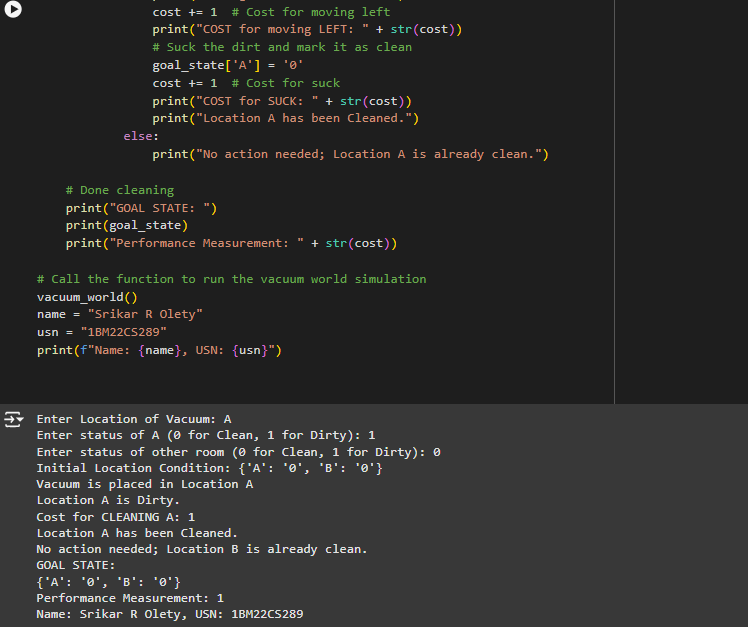 cost += 1  # Cost for moving left
print("COST for moving LEFT: " + str(cost))
# Suck the dirt and mark it as clean
goal_state['A'] = '0'
cost += 1  # Cost for suck
print("COST for SUCK: " + str(cost))
print("Location A has been Cleaned.")
else:
print("No action needed; Location A is already clean.")
# Done cleaning
print("GOAL STATE: ")
print(goal_state)
print("Performance Measurement: " + str(cost))
# Call the function to run the vacuum world simulation
vacuum_world()
name = "Srikar R Olety"
usn = "1BM22CS289"
print(f"Name: {name}, USN: {usn}")
Enter Location of Vacuum: A
Enter status of A (0 for Clean, 1 for Dirty): 1
Enter status of other room (0 for Clean, 1 for Dirty): 0
Initial Location Condition: {'A': '0', 'B': '0'}
Vacuum is placed in Location A
Location A is Dirty.
Cost for CLEANING A: 1
Location A has been Cleaned.
No action needed; Location B is already clean.
GOAL STATE:
{'A': '0', 'B': '0'}
Performance Measurement: 1
Name: Srikar R Olety, USN: 1BM22CS289